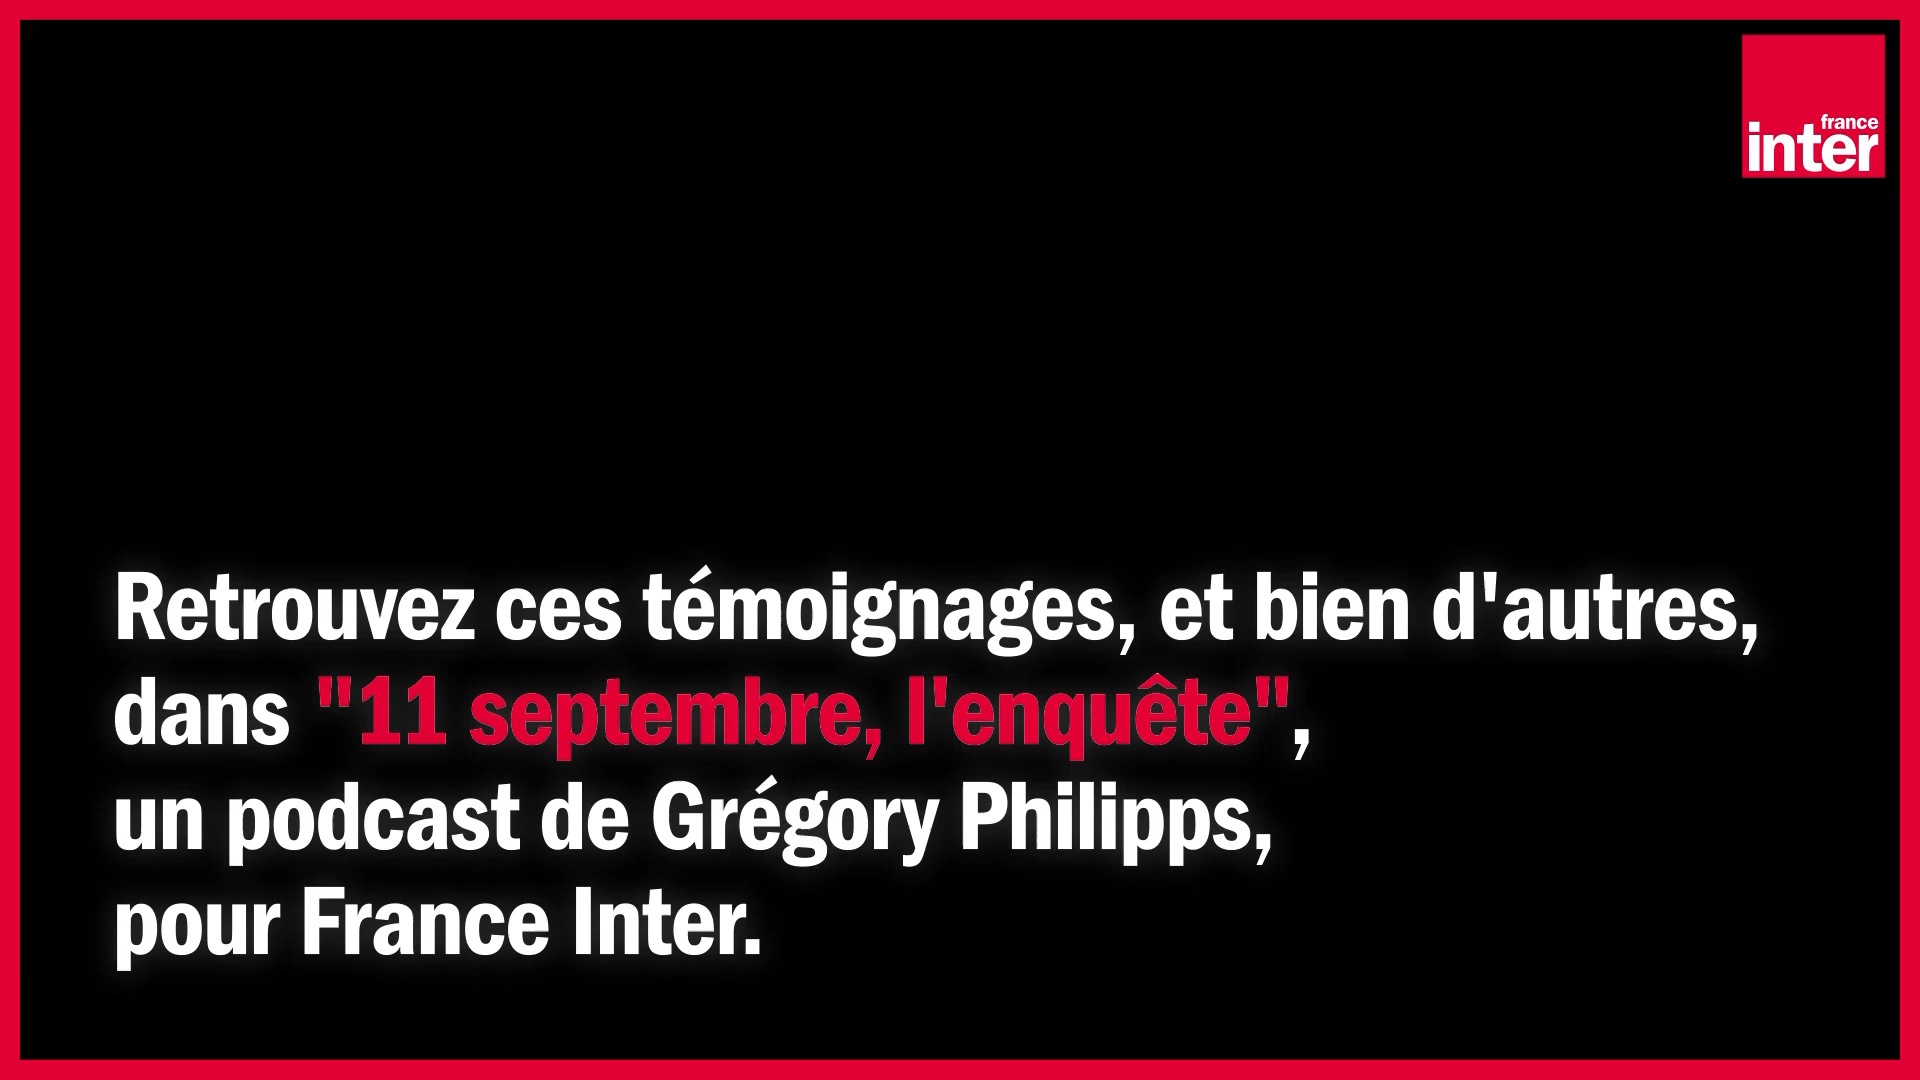 france
inter
Retrouvez ces témoignages, et bien d'autres,
dans "11 septembre, l'enquête",
un podcast de Grégory Philipps,
pour France Inter.